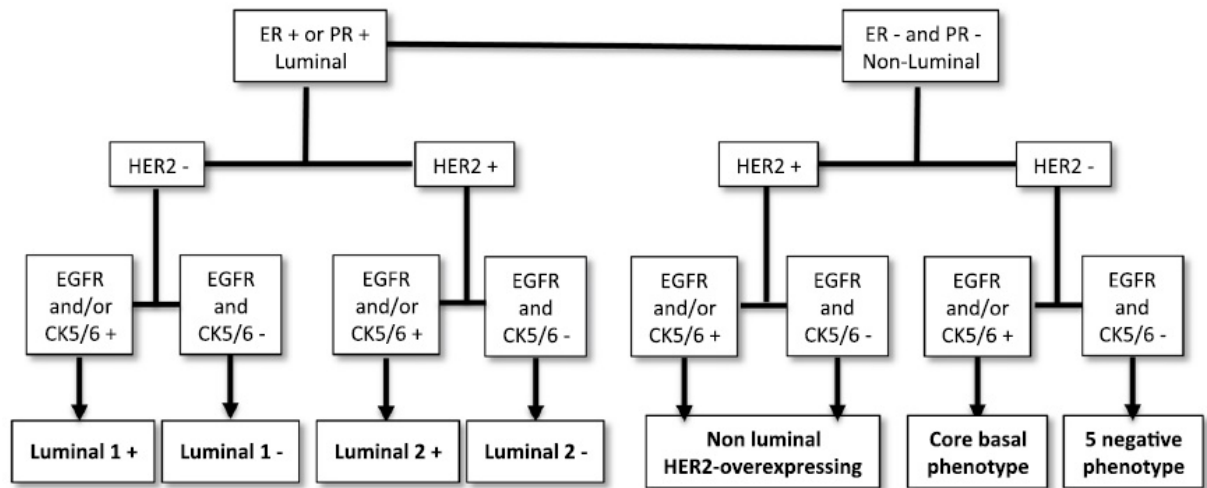 ER + or PR +
Luminal
ER - and PR -
Non-Luminal
HER2 -
HER2 +
HER2 +
HER2 -
EGFR
and/or
CK5/6 +
EGFR
and
CK5/6 -
EGFR
and/or
CK5/6 +
EGFR
and
CK5/6 -
EGFR
and/or
CK5/6 +
EGFR
and
CK5/6 -
EGFR
and/or
CK5/6 +
EGFR
and
CK5/6 -
Luminal 1 +
Luminal 1 -
Luminal 2 +
Luminal 2 -
Non luminal
HER2-overexpressing
Core basal
phenotype
5 negative
phenotype